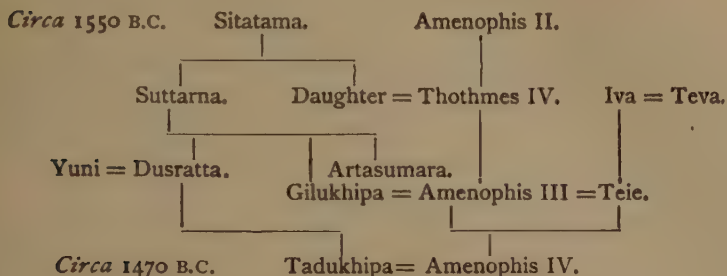 Circa 1550 B.C. Sitatama. Amenophis II.
Suttarna. Daughter = Thothmes IV. Iva = Teva.
Yuni = Dusratta. Artasumara.
Gilukhipa = Amenophis III = Teie.
Circa 1470 B.C. Tadukhipa = Amenophis IV.